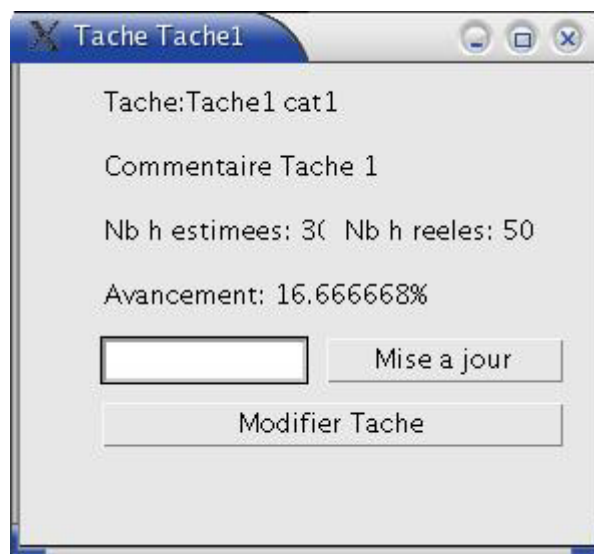 Tache Tache1
Tache:Tache1 cat1
Commentaire Tache 1
Nb h estimees: Nb h reeles: 50
Avancement: 16.666668%
Mise a jour
Modifier Tache